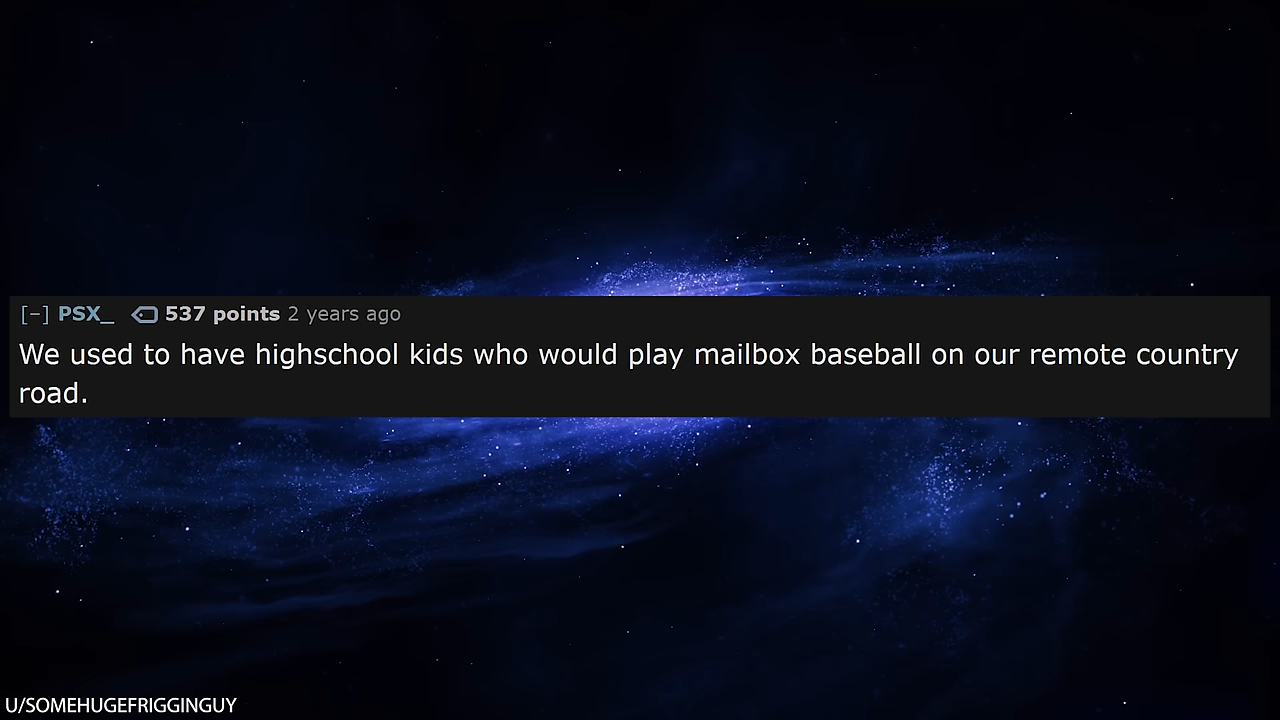 [−] PSX_ 537 points 2 years ago
We used to have highschool kids who would play mailbox baseball on our remote country
road.
U/SOMEHUGEFRIGGINGUY